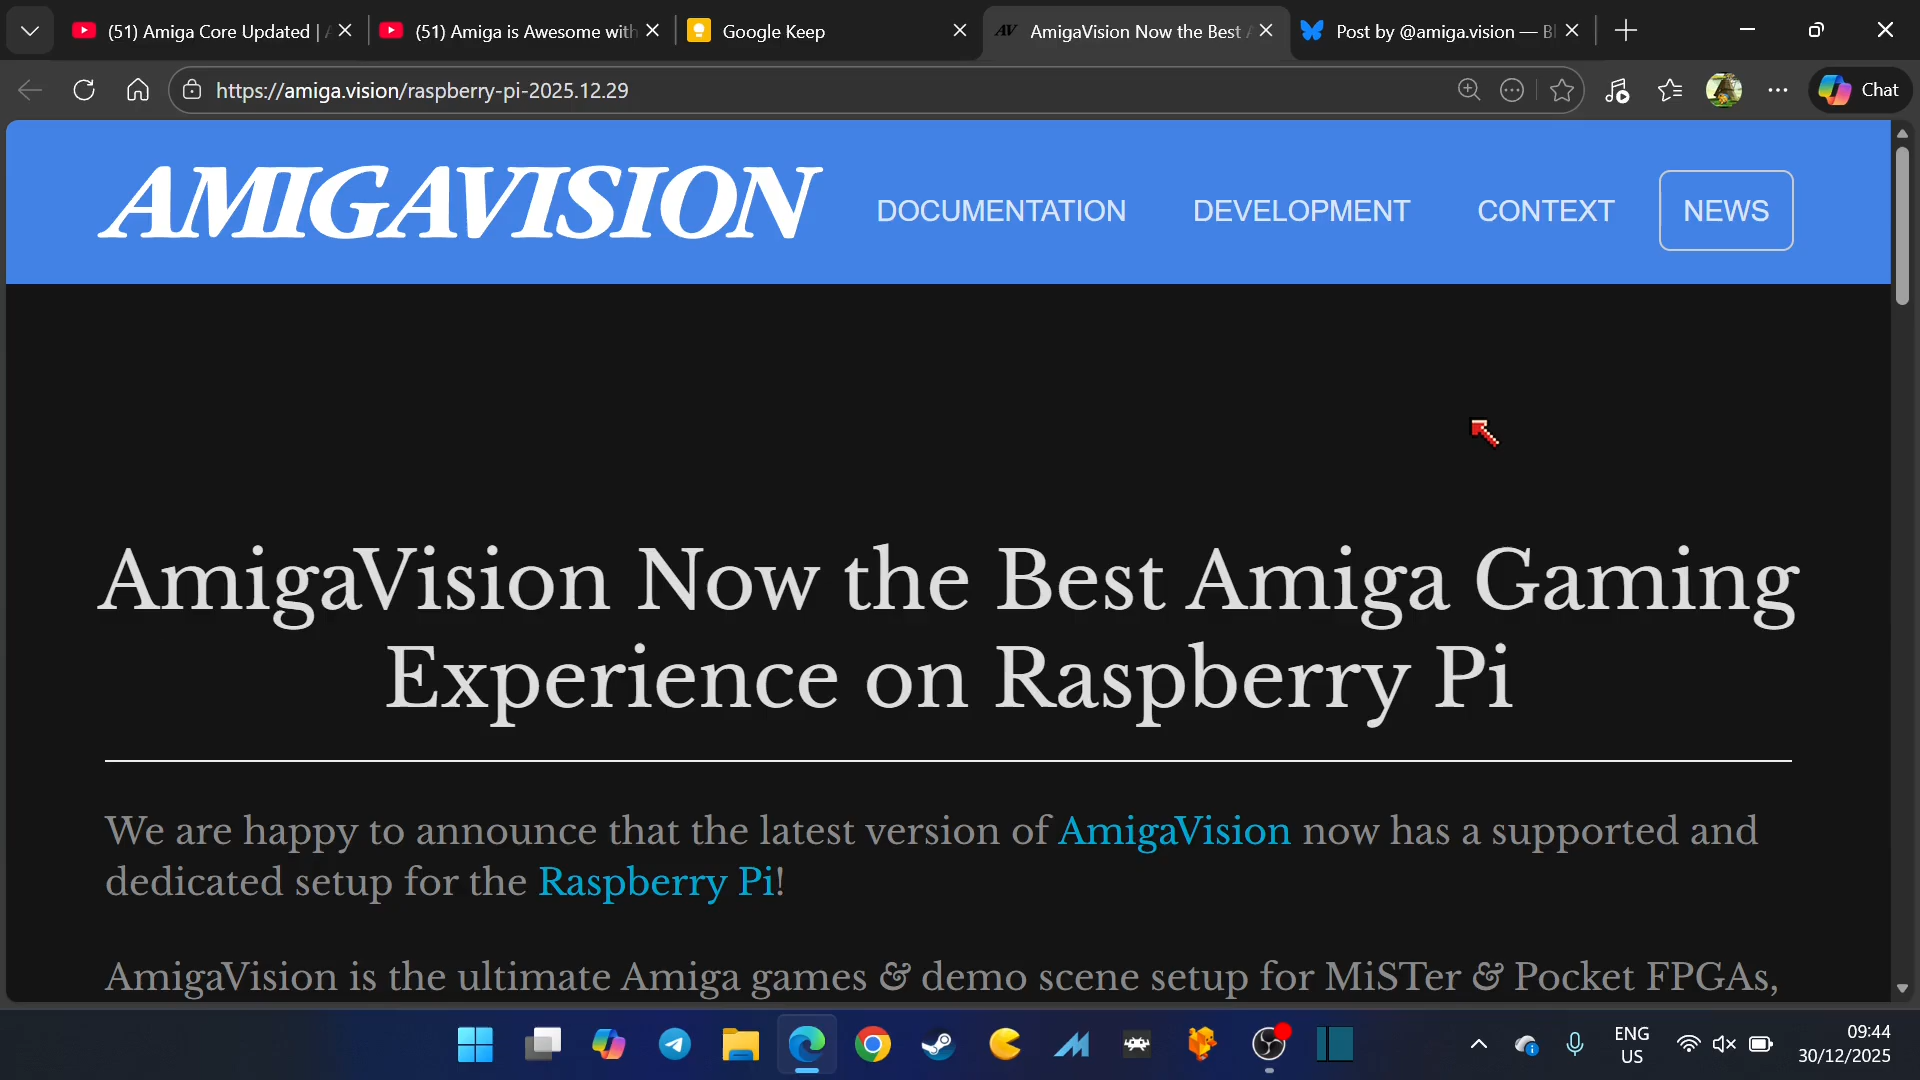 (51) Amiga Core Updated |
(51) Amiga is Awesome with
Google Keep
AV AmigaVision Now the Best
Post by @amiga.vision — Bl
https://amiga.vision/raspberry-pi-2025.12.29
Chat
AMIGAVISION
DOCUMENTATION
DEVELOPMENT
CONTEXT
NEWS
AmigaVision Now the Best Amiga Gaming
Experience on Raspberry Pi
We are happy to announce that the latest version of AmigaVision now has a supported and
dedicated setup for the Raspberry Pi!
AmigaVision is the ultimate Amiga games & demo scene setup for MiSTer & Pocket FPGAs,
ENG
US
09:44
30/12/2025